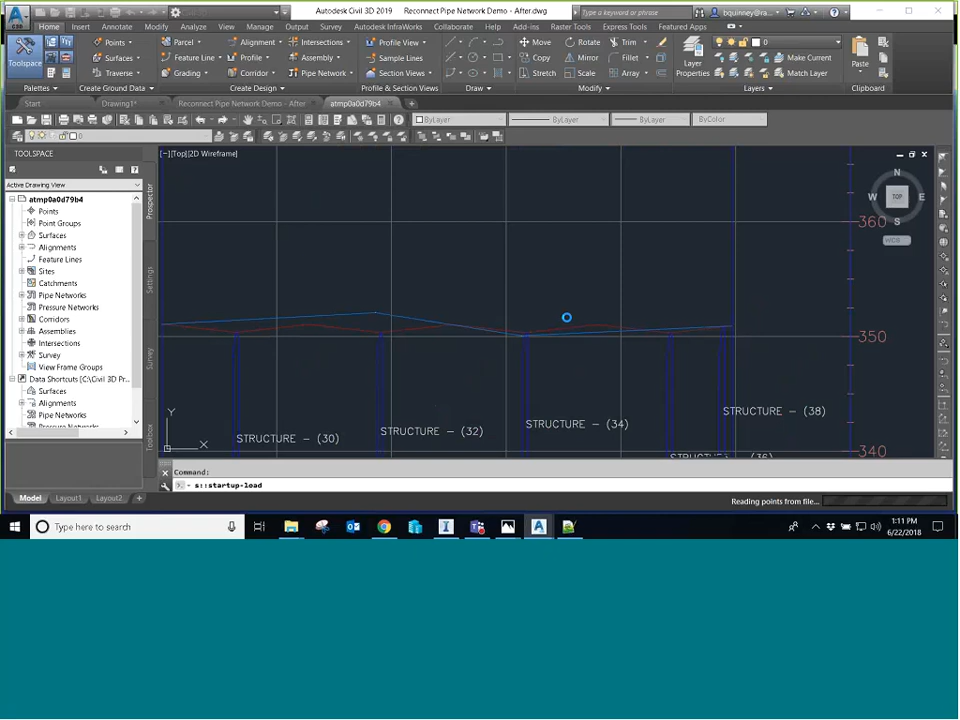 Autodesk Civil 3D 2019   Reconnect Pipe Network Demo - After.dwg
Type a keyword or phrase
bquinney@ra...
Home Insert Annotate Modify Analyze View Manage Output Survey Autodesk InfraWorks Collaborate Help Add-ins Raster Tools Express Tools Featured Apps
Toolspace
Points
Surfaces
Traverse
Parcel
Feature Line
Grading
Alignment
Profile
Corridor
Intersections
Assembly
Pipe Network
Profile View
Sample Lines
Section Views
Move
Copy
Stretch
Rotate
Mirror
Scale
Trim
Fillet
Array
Layer
Properties
0
Make Current
Match Layer
Paste
Palettes Create Ground Data Create Design Profile & Section Views Draw Modify Layers Clipboard
Start Drawing1* Reconnect Pipe Network Demo - After atmp0a0d79b4
0 ByLayer ByLayer ByLayer ByColor
TOOLSPACE
Active Drawing View
atmp0a0d79b4
Points
Point Groups
Surfaces
Alignments
Feature Lines
Sites
Catchments
Pipe Networks
Pressure Networks
Corridors
Assemblies
Intersections
Survey
View Frame Groups
Data Shortcuts [C:\Civil 3D Pr...
Surfaces
Alignments
Pipe Networks
Prospector
Settings
Survey
Toolbox
[-][Top][2D Wireframe]
N
W TOP E
S
WCS
360
350
340
STRUCTURE - (30)
STRUCTURE - (32)
STRUCTURE - (34)
STRUCTURE - (38)
STRUCTURE - (36)
Y
X
Command:
s::startup-load
Model Layout1 Layout2 +
Reading points from file...
Type here to search
1:11 PM
6/22/2018